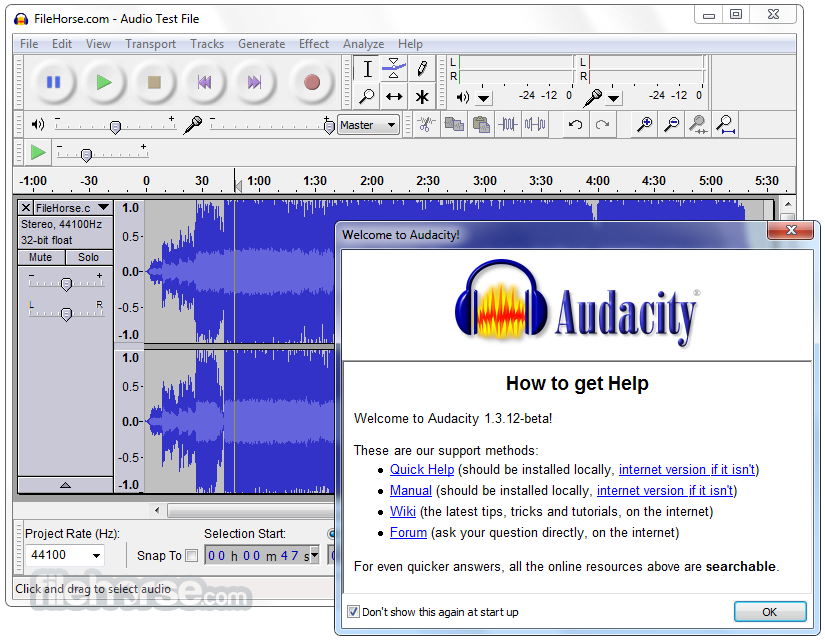 FileHorse.com - Audio Test File
File Edit View Transport Tracks Generate Effect Analyze Help
L
R
-24 -12 0
L
R
-24 -12 0
- +
- +
Master
- +
-1:00 -30 0 30 1:00 1:30 2:00 2:30 3:00 3:30 4:00 4:30 5:00 5:30
FileHorse.c
Stereo, 44100Hz
32-bit float
Mute Solo
- +
L R
1.0
0.5-
0.0-
-0.5-
-1.0
1.0
0.5-
0.0-
-0.5-
-1.0
Welcome to Audacity!
Audacity®
How to get Help
Welcome to Audacity 1.3.12-beta!
These are our support methods:
• Quick Help (should be installed locally, internet version if it isn't)
• Manual (should be installed locally, internet version if it isn't)
• Wiki (the latest tips, tricks and tutorials, on the internet)
• Forum (ask your question directly, on the internet)
For even quicker answers, all the online resources above are searchable.
Don't show this again at start up
OK
Project Rate (Hz):
44100
Selection Start:
Snap To
00 h 00 m 47 s
Click and drag to select audio
filehorse.com